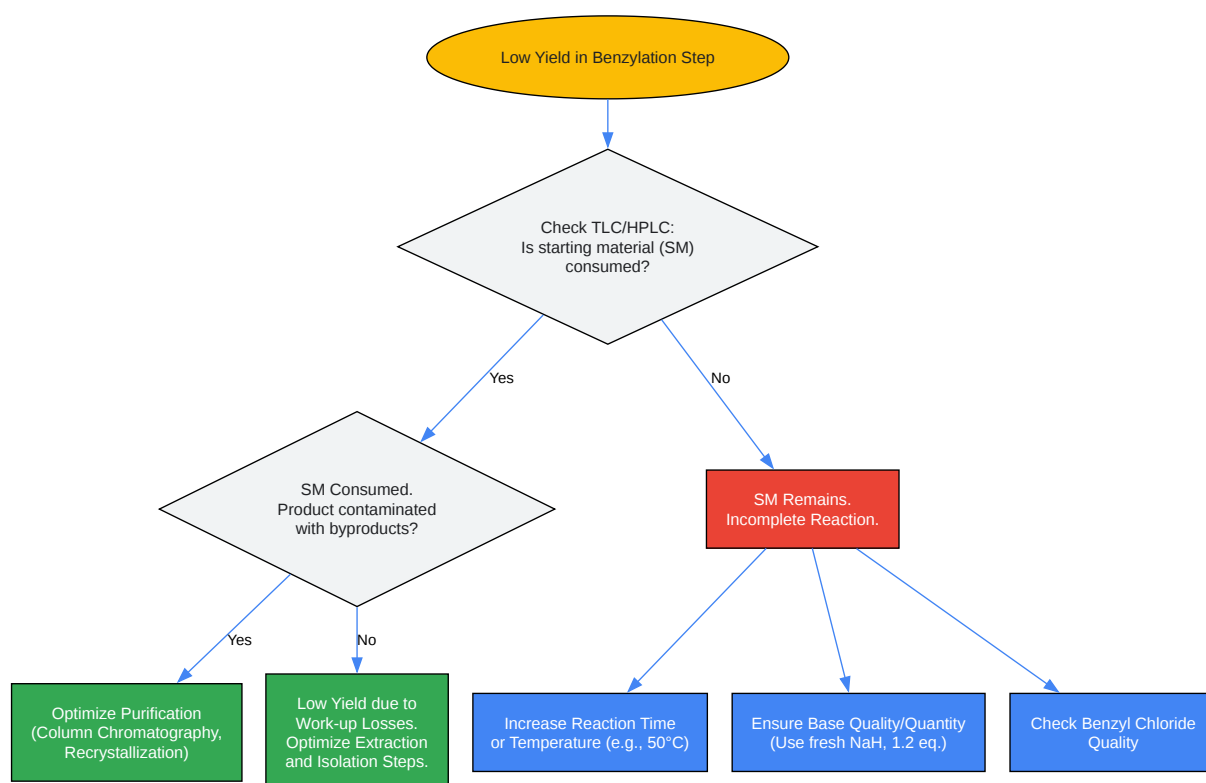 Low Yield in Benzylation Step
Check TLC/HPLC:
Is starting material (SM)
consumed?
Yes
No
SM Consumed.
Product contaminated
with byproducts?
SM Remains.
Incomplete Reaction.
Yes
No
Optimize Purification
(Column Chromatography,
Recrystallization)
Low Yield due to
Work-up Losses.
Optimize Extraction
and Isolation Steps.
Increase Reaction Time
or Temperature (e.g., 50°C)
Ensure Base Quality/Quantity
(Use fresh NaH, 1.2 eq.)
Check Benzyl Chloride
Quality